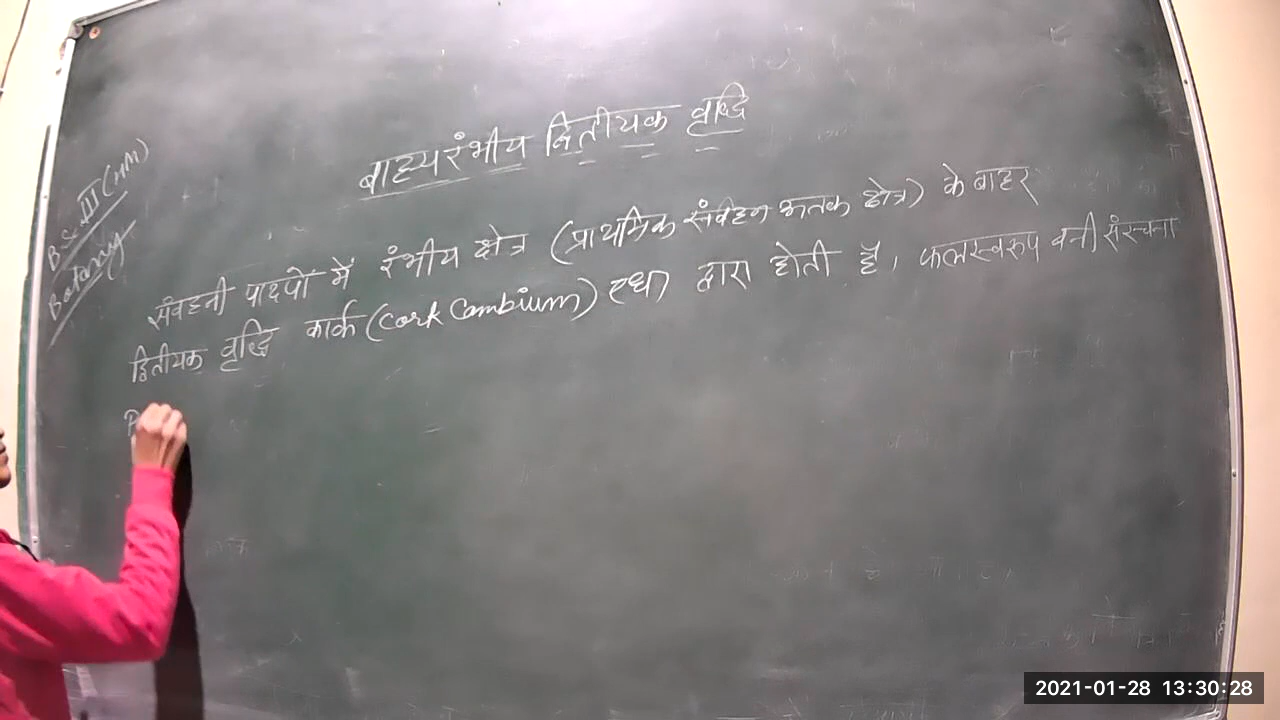 B.Sc. III (HM)
Botany
बाह्यरंभीय द्वितीयक वृद्धि
संवहनी पादपों में रंभीय क्षेत्र (प्राथमिक संवहन ऊतक क्षेत्र) के बाहर
द्वितीयक वृद्धि कार्क (Cork Cambium) एधा द्वारा होती है, फलस्वरूप बनी संरचना
P
2021-01-28 13:30:28